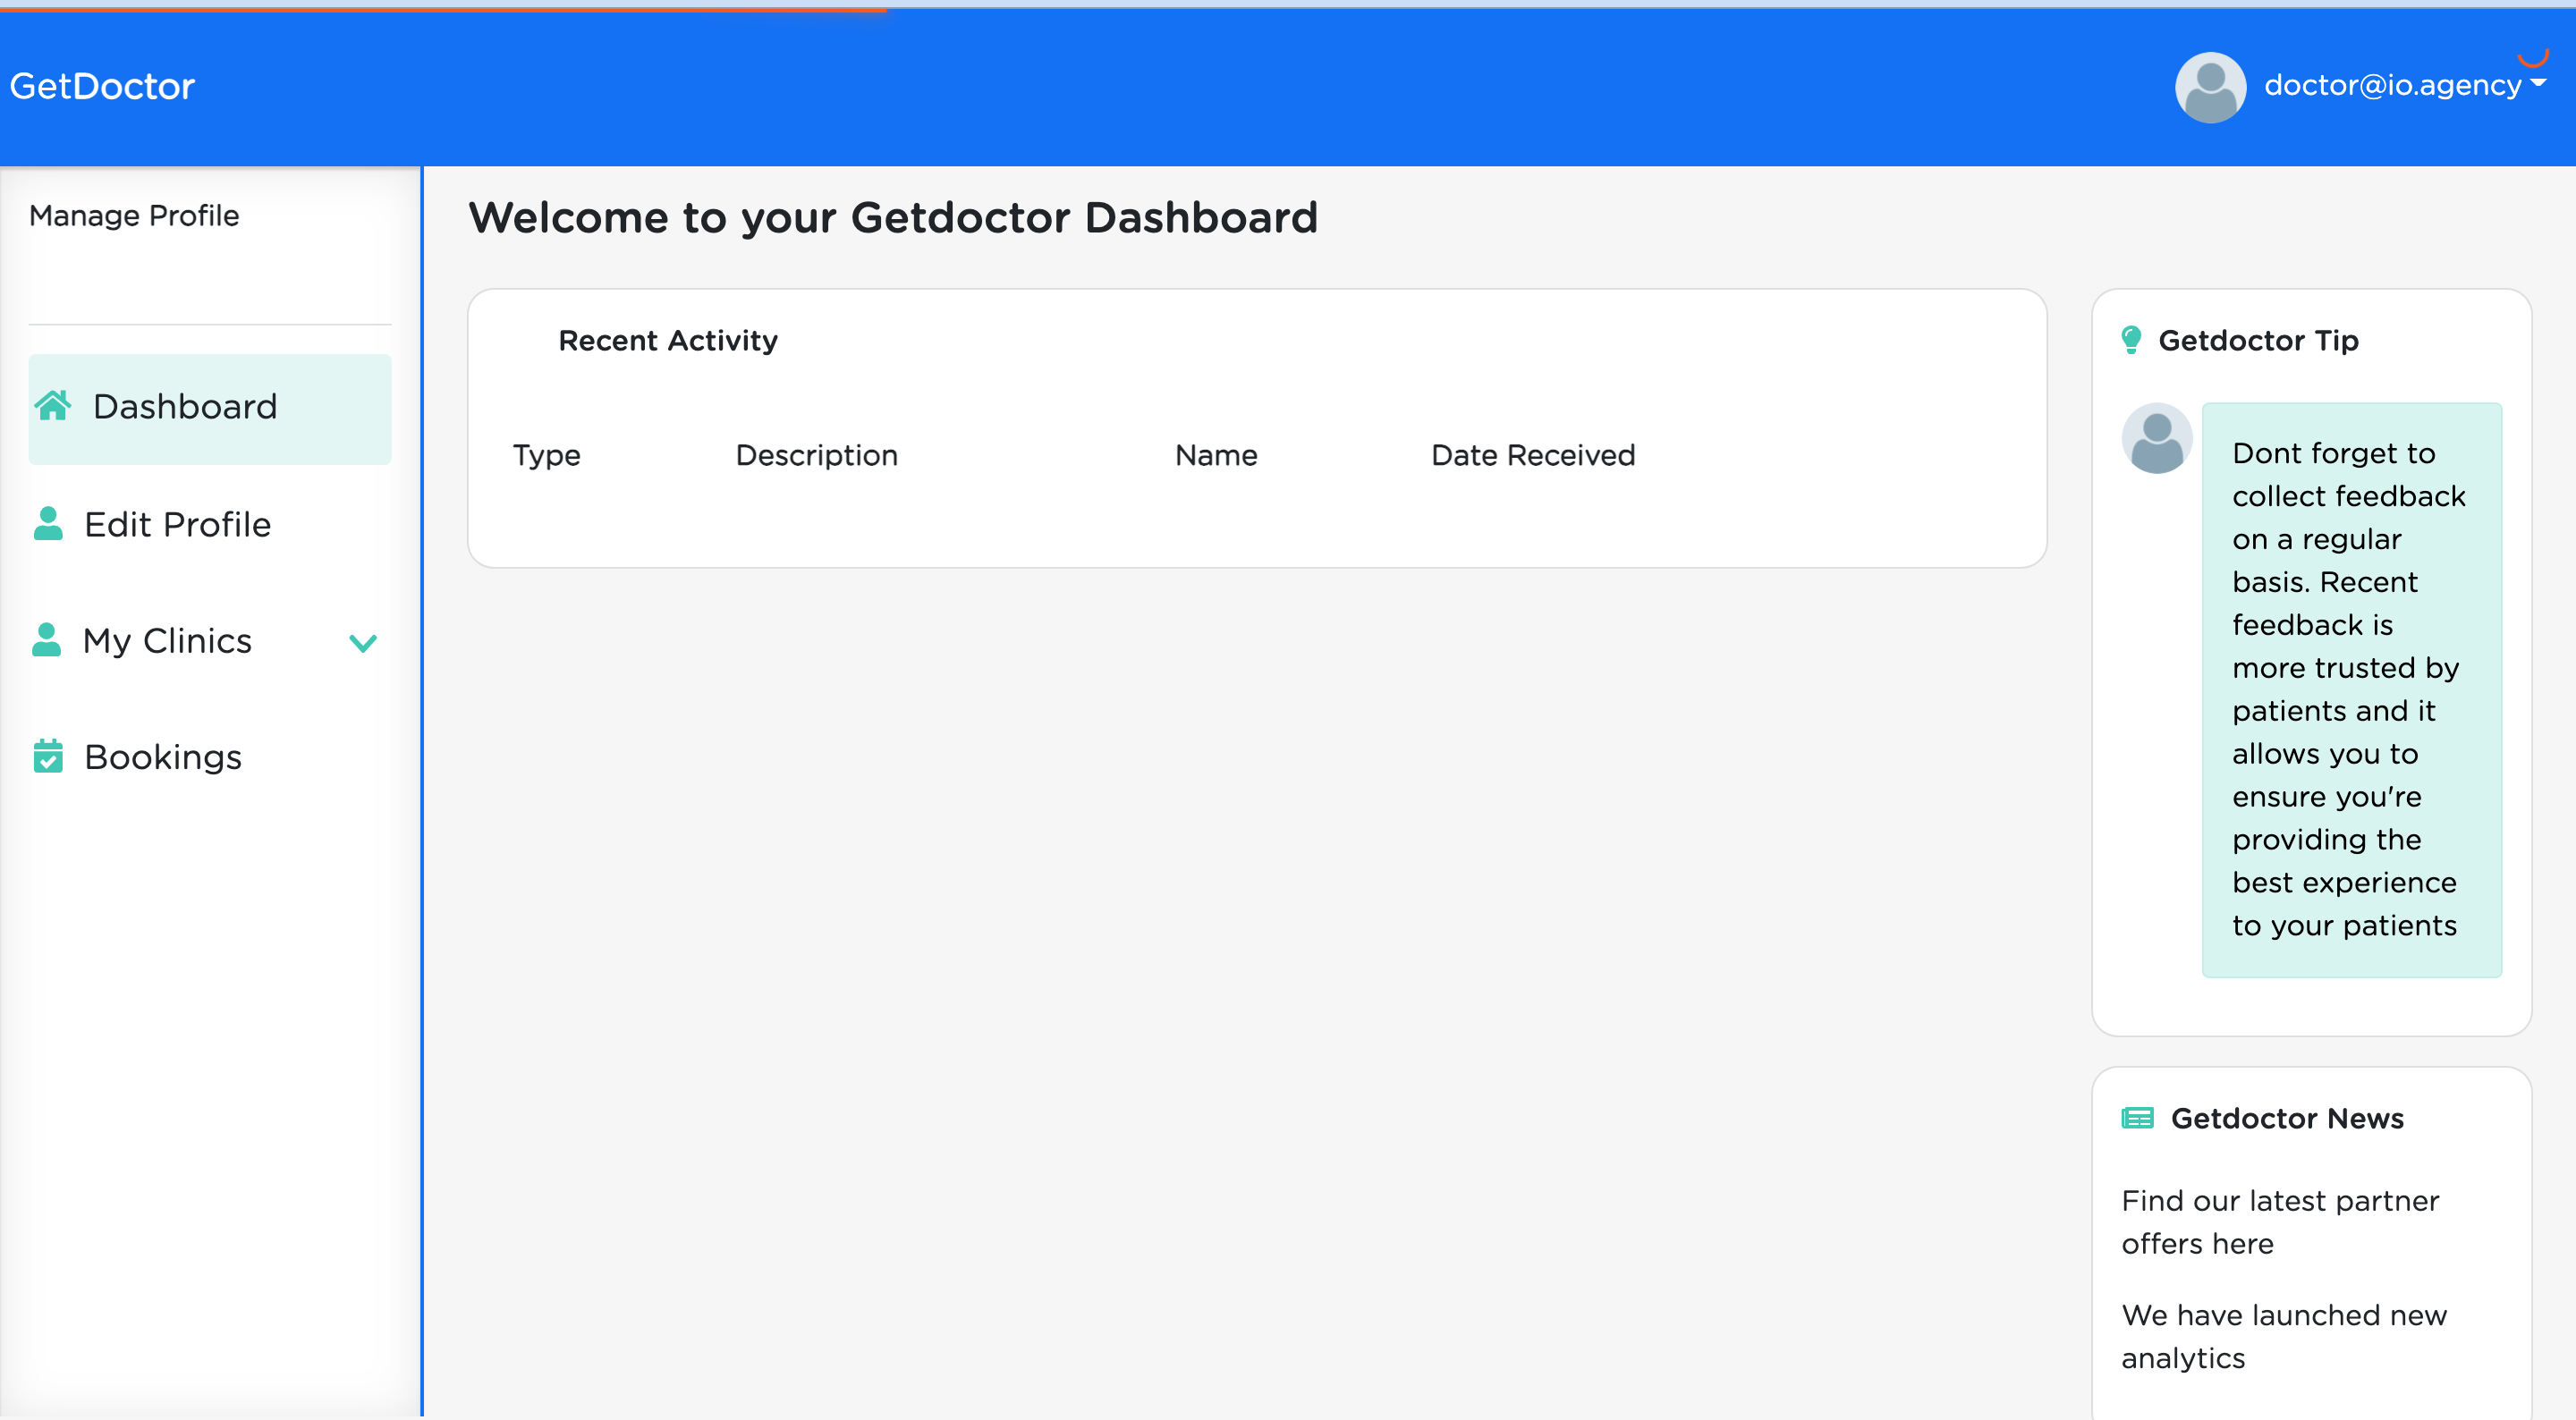 GetDoctor
doctor@io.agency
Manage Profile
Dashboard
Edit Profile
My Clinics
Bookings
Welcome to your Getdoctor Dashboard
Recent Activity
Type Description Name Date Received
Getdoctor Tip
Dont forget to
collect feedback
on a regular
basis. Recent
feedback is
more trusted by
patients and it
allows you to
ensure you're
providing the
best experience
to your patients
Getdoctor News
Find our latest partner
offers here
We have launched new
analytics